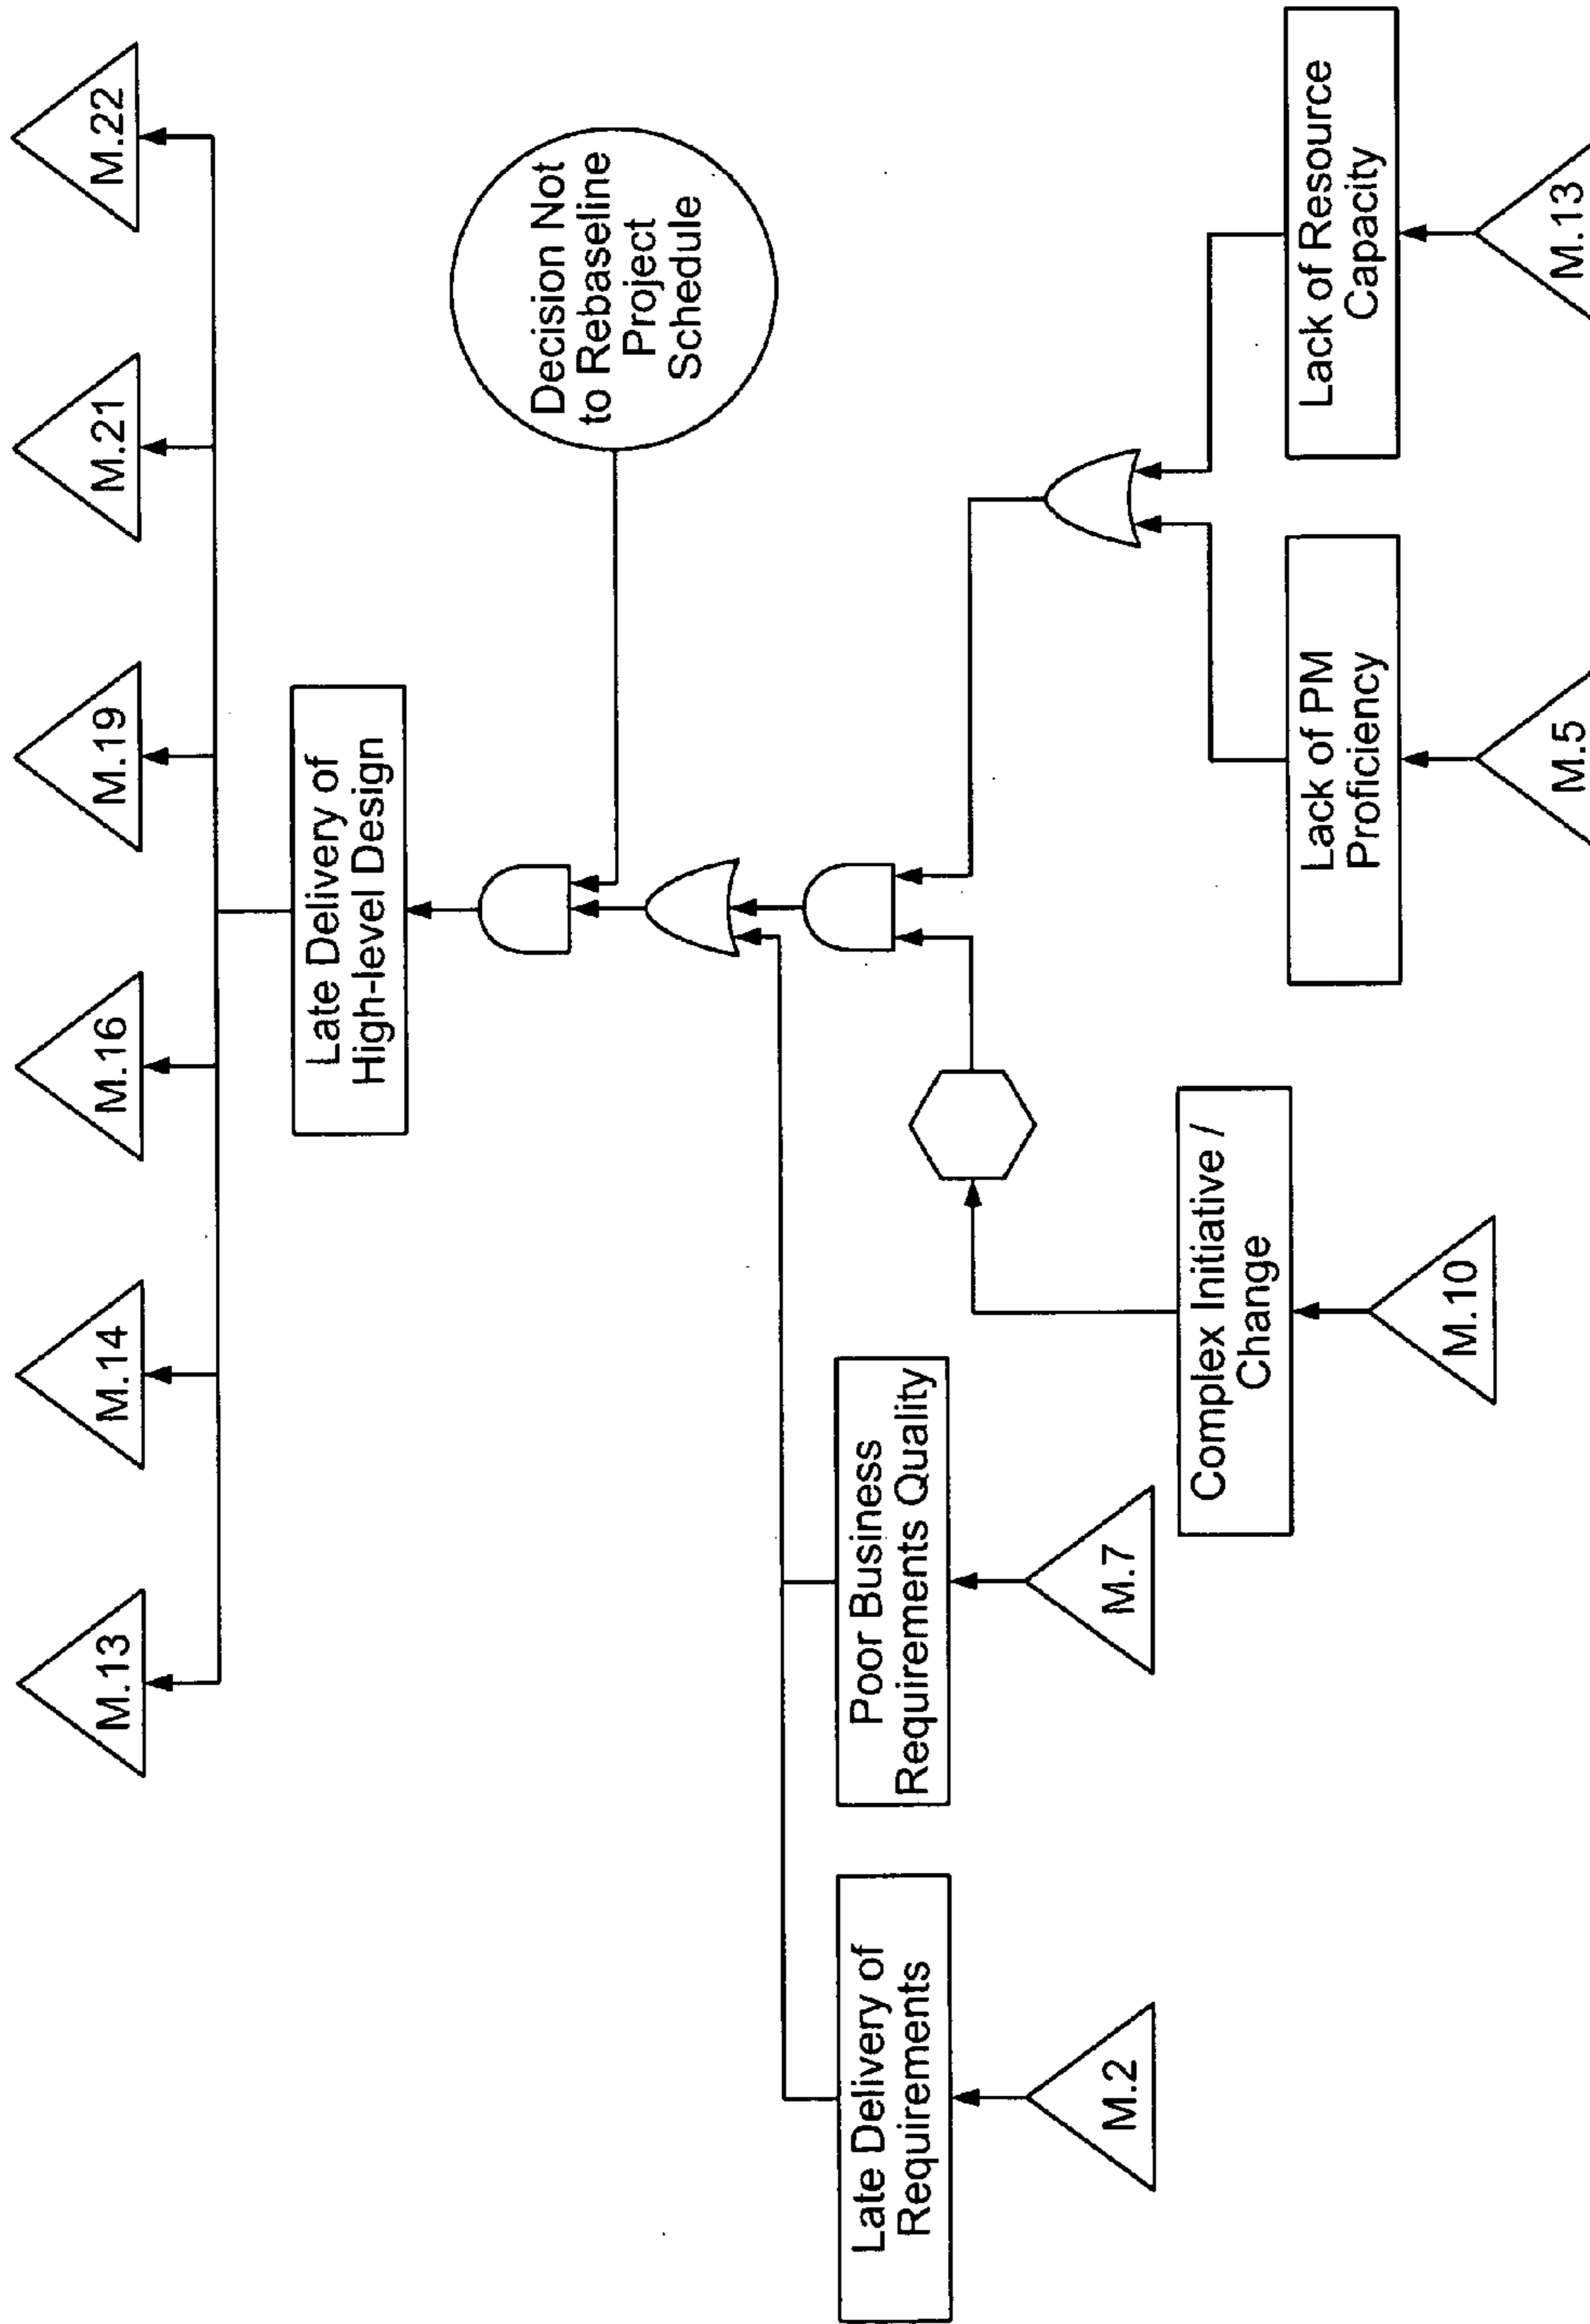 M.13
M.14
M.16
M.19
M.21
M.22
Late Delivery of
High-level Design
Decision Not
to Rebaseline
Project
Schedule
Late Delivery of
Requirements
Poor Business
Requirements Quality
M.2
M.7
Complex Initiative /
Change
M.10
Lack of PM
Proficiency
Lack of Resource
Capacity
M.5
M.13